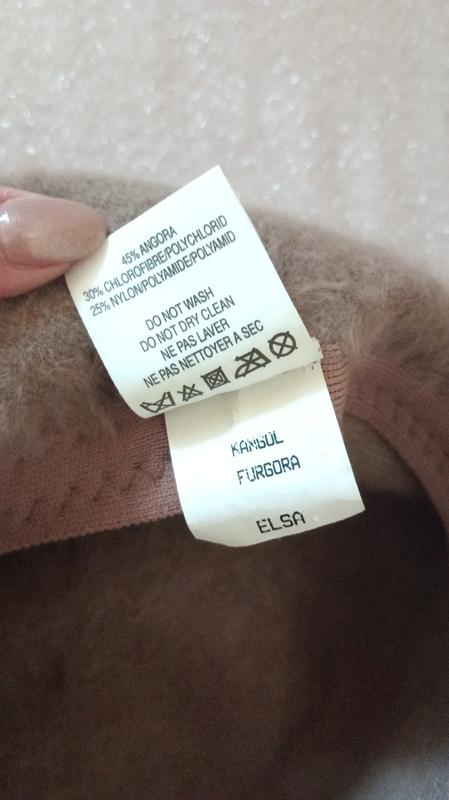 45% ANGORA
30% CHLOROFIBRE/POLYCHLORID
25% NYLON/POLYAMIDE/POLYAMID
DO NOT WASH
DO NOT DRY CLEAN
NE PAS LAVER
NE PAS NETTOYER A SEC
KANGOL
FURGORA
ELSA